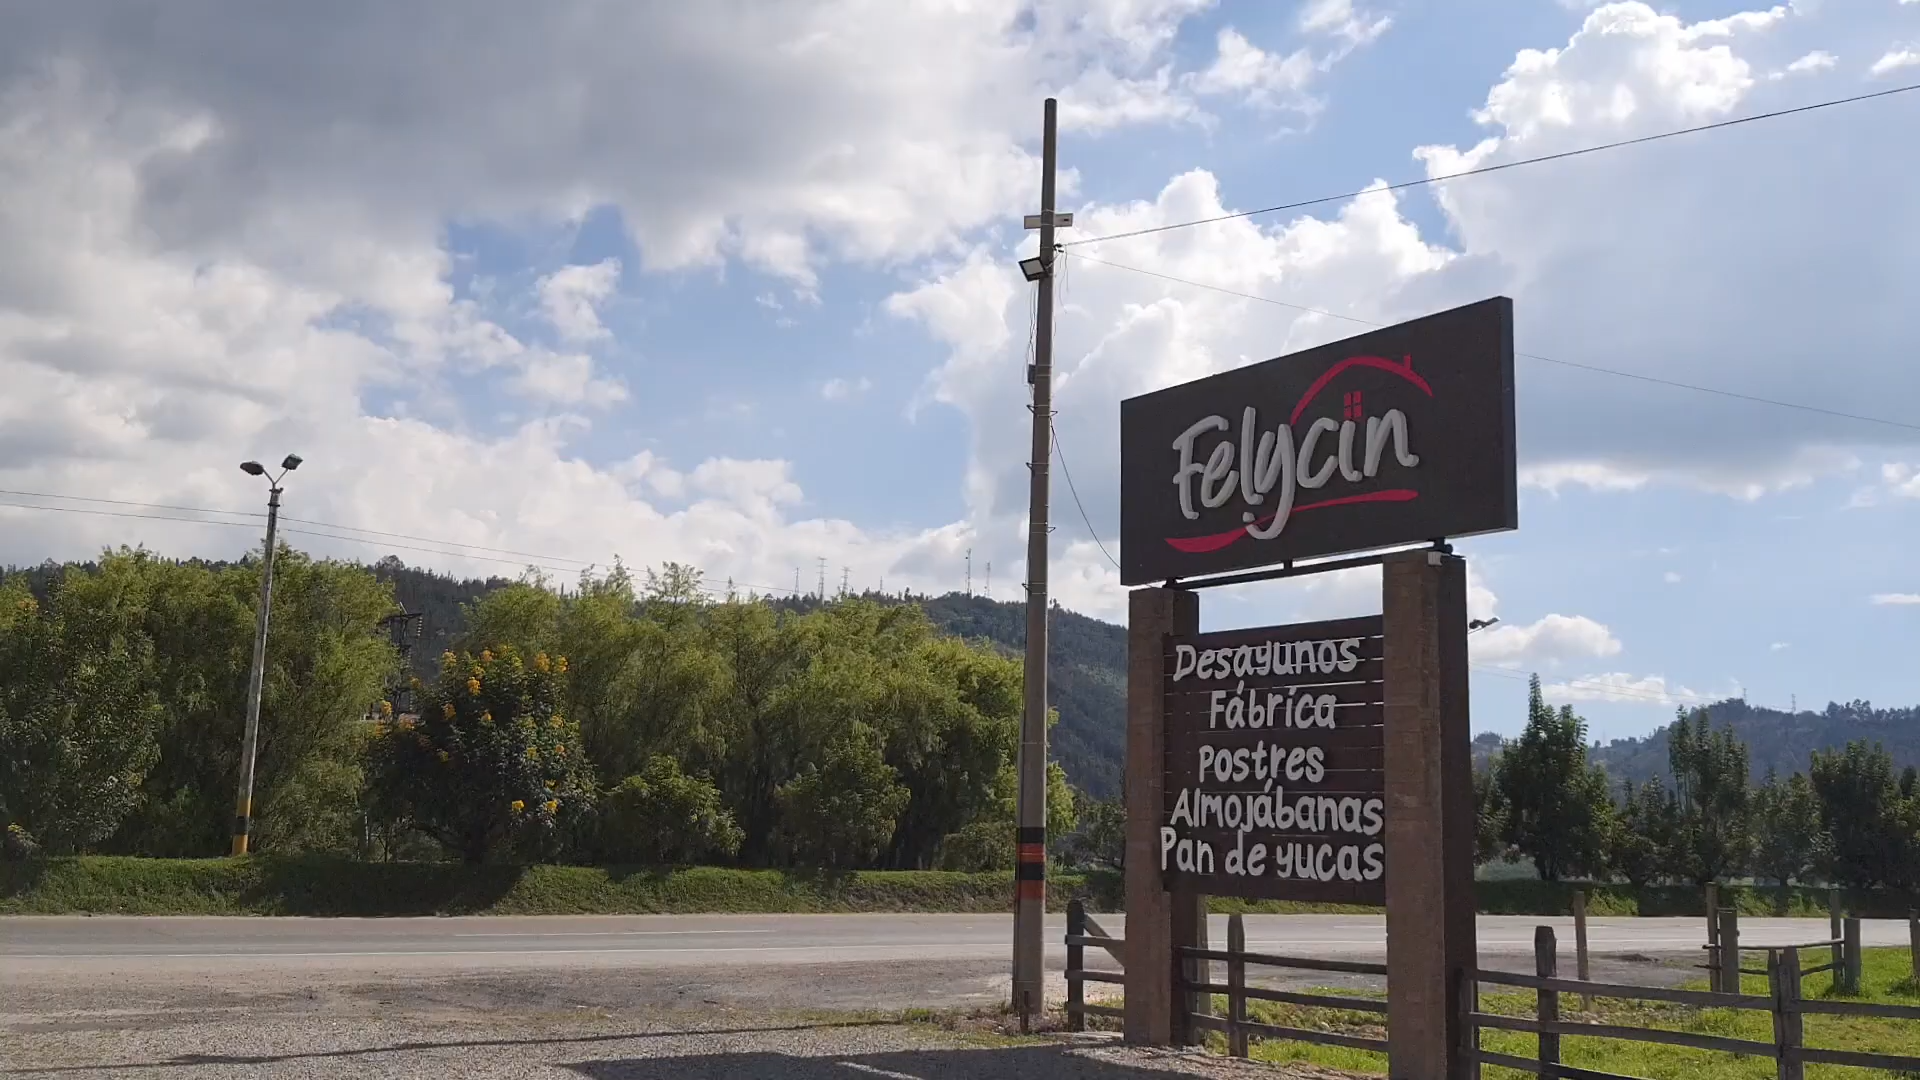 Felycin
Desayunos
Fábrica
Postres
Almojábanas
Pan de yucas